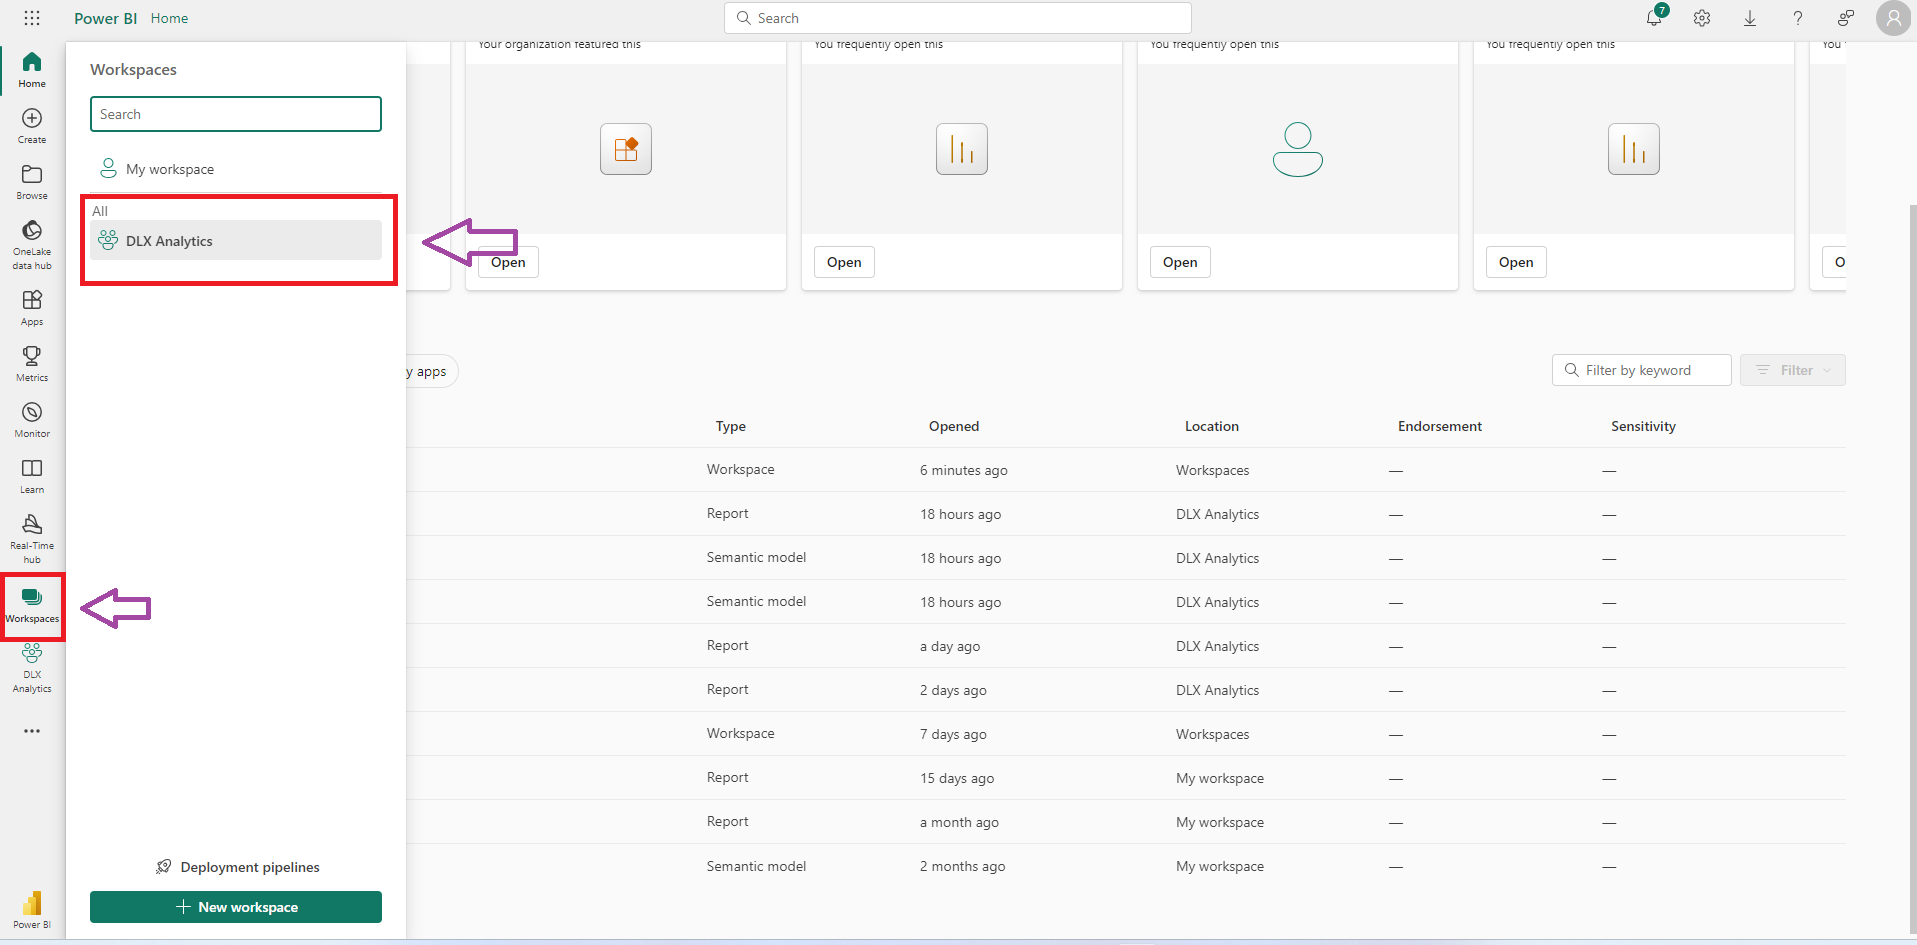 Power BI Home
Search
7
Home
Create
Browse
OneLake
data hub
Apps
Metrics
Monitor
Learn
Real-Time
hub
Workspaces
DLX
Analytics
Power BI
Workspaces
Search
My workspace
All
DLX Analytics
Deployment pipelines
New workspace
Your organization featured this
Open
You frequently open this
Open
You frequently open this
Open
You frequently open this
Open
You
O
y apps
Filter by keyword
Filter
Type Opened Location Endorsement Sensitivity
Workspace 6 minutes ago Workspaces — —
Report 18 hours ago DLX Analytics — —
Semantic model 18 hours ago DLX Analytics — —
Semantic model 18 hours ago DLX Analytics — —
Report a day ago DLX Analytics — —
Report 2 days ago DLX Analytics — —
Workspace 7 days ago Workspaces — —
Report 15 days ago My workspace — —
Report a month ago My workspace — —
Semantic model 2 months ago My workspace — —